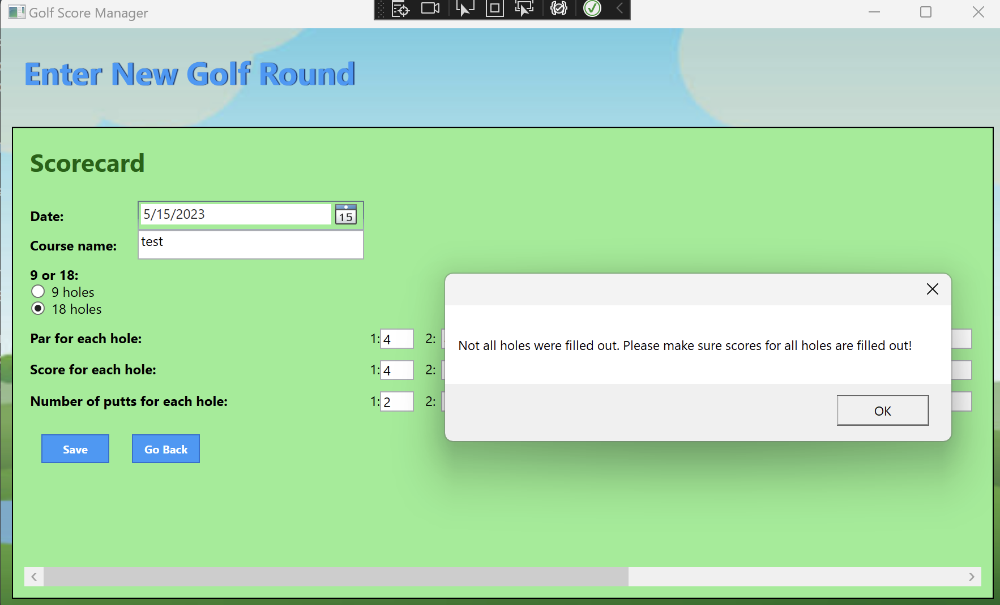 Golf Score Manager
Enter New Golf Round
Scorecard
Date: 5/15/2023 15
Course name: test
9 or 18:
9 holes
18 holes
Par for each hole: 1: 4 2:
Not all holes were filled out. Please make sure scores for all holes are filled out!
Score for each hole: 1: 4 2:
Number of putts for each hole: 1: 2 2:
OK
Save Go Back